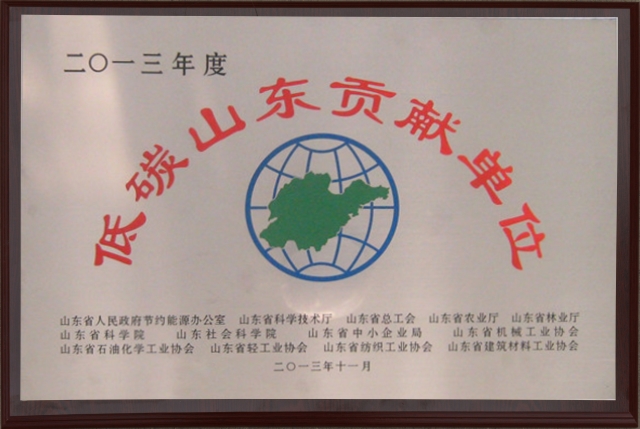 二〇一三年度
低碳山东贡献单位
山东省人民政府节约能源办公室 山东省科学技术厅 山东省总工会 山东省农业厅 山东省林业厅
山东省科学院 山东社会科学院 山东省中小企业局 山东省机械工业协会
山东省石油化学工业协会 山东省轻工业协会 山东省纺织工业协会 山东省建筑材料工业协会
二〇一三年十一月